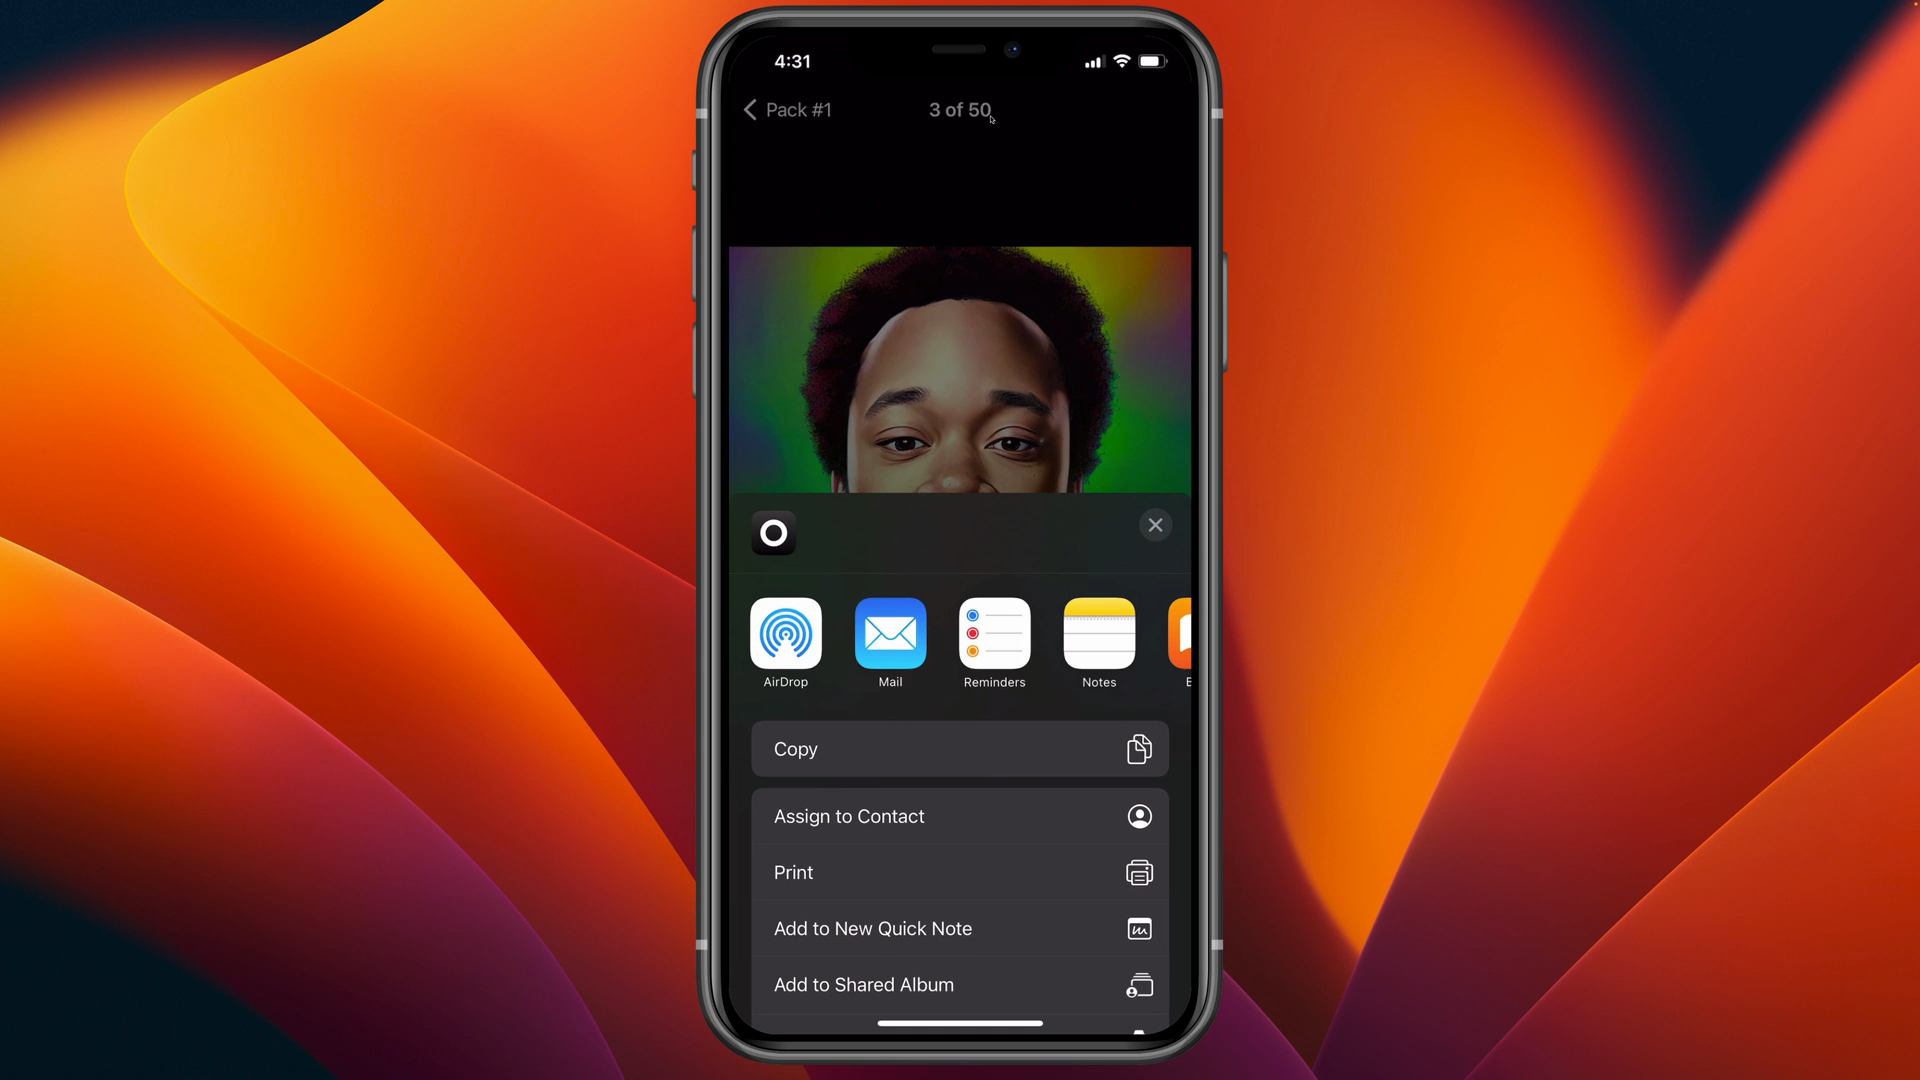 4:31
Pack #1
3 of 50
AirDrop
Mail
Reminders
Notes
Copy
Assign to Contact
Print
Add to New Quick Note
Add to Shared Album